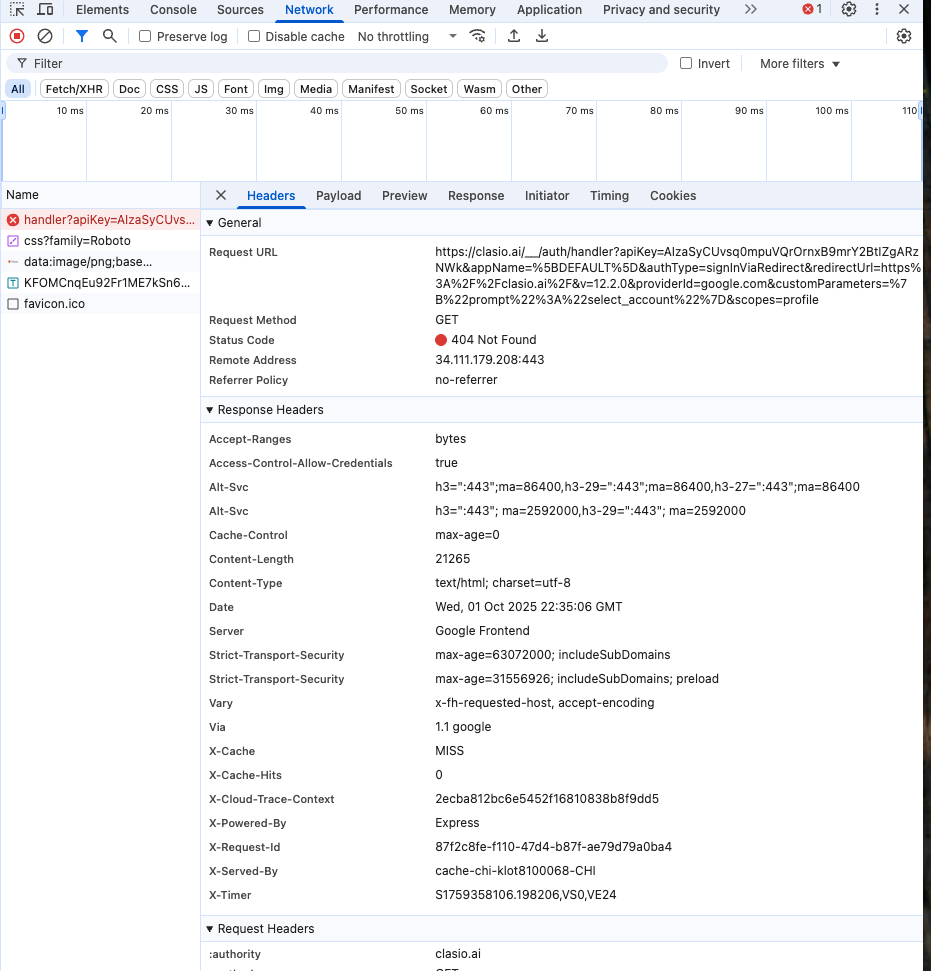 Elements Console Sources Network Performance Memory Application Privacy and security 1
Preserve log Disable cache No throttling
Filter Invert More filters
All Fetch/XHR Doc CSS JS Font Img Media Manifest Socket Wasm Other
10 ms 20 ms 30 ms 40 ms 50 ms 60 ms 70 ms 80 ms 90 ms 100 ms 110
Name Headers Payload Preview Response Initiator Timing Cookies
handler?apiKey=AIzaSyCUvs...
css?family=Roboto
data:image/png;base...
KFOMCnqEu92Fr1ME7kSn6...
favicon.ico
General
Request URL https://clasio.ai/__/auth/handler?apiKey=AIzaSyCUvsq0mpuVQrOrnxB9mrY2BtIZgARz
NWk&appName=%5BDEFAULT%5D&authType=signInViaRedirect&redirectUrl=https%
3A%2F%2Fclasio.ai%2F&v=12.2.0&providerId=google.com&customParameters=%7
B%22prompt%22%3A%22select_account%22%7D&scopes=profile
Request Method GET
Status Code 404 Not Found
Remote Address 34.111.179.208:443
Referrer Policy no-referrer
Response Headers
Accept-Ranges bytes
Access-Control-Allow-Credentials true
Alt-Svc h3=":443";ma=86400,h3-29=":443";ma=86400,h3-27=":443";ma=86400
Alt-Svc h3=":443"; ma=2592000,h3-29=":443"; ma=2592000
Cache-Control max-age=0
Content-Length 21265
Content-Type text/html; charset=utf-8
Date Wed, 01 Oct 2025 22:35:06 GMT
Server Google Frontend
Strict-Transport-Security max-age=63072000; includeSubDomains
Strict-Transport-Security max-age=31556926; includeSubDomains; preload
Vary x-fh-requested-host, accept-encoding
Via 1.1 google
X-Cache MISS
X-Cache-Hits 0
X-Cloud-Trace-Context 2ecba812bc6e5452f16810838b8f9dd5
X-Powered-By Express
X-Request-Id 87f2c8fe-f110-47d4-b87f-ae79d79a0ba4
X-Served-By cache-chi-klot8100068-CHI
X-Timer S1759358106.198206,VS0,VE24
Request Headers
:authority clasio.ai